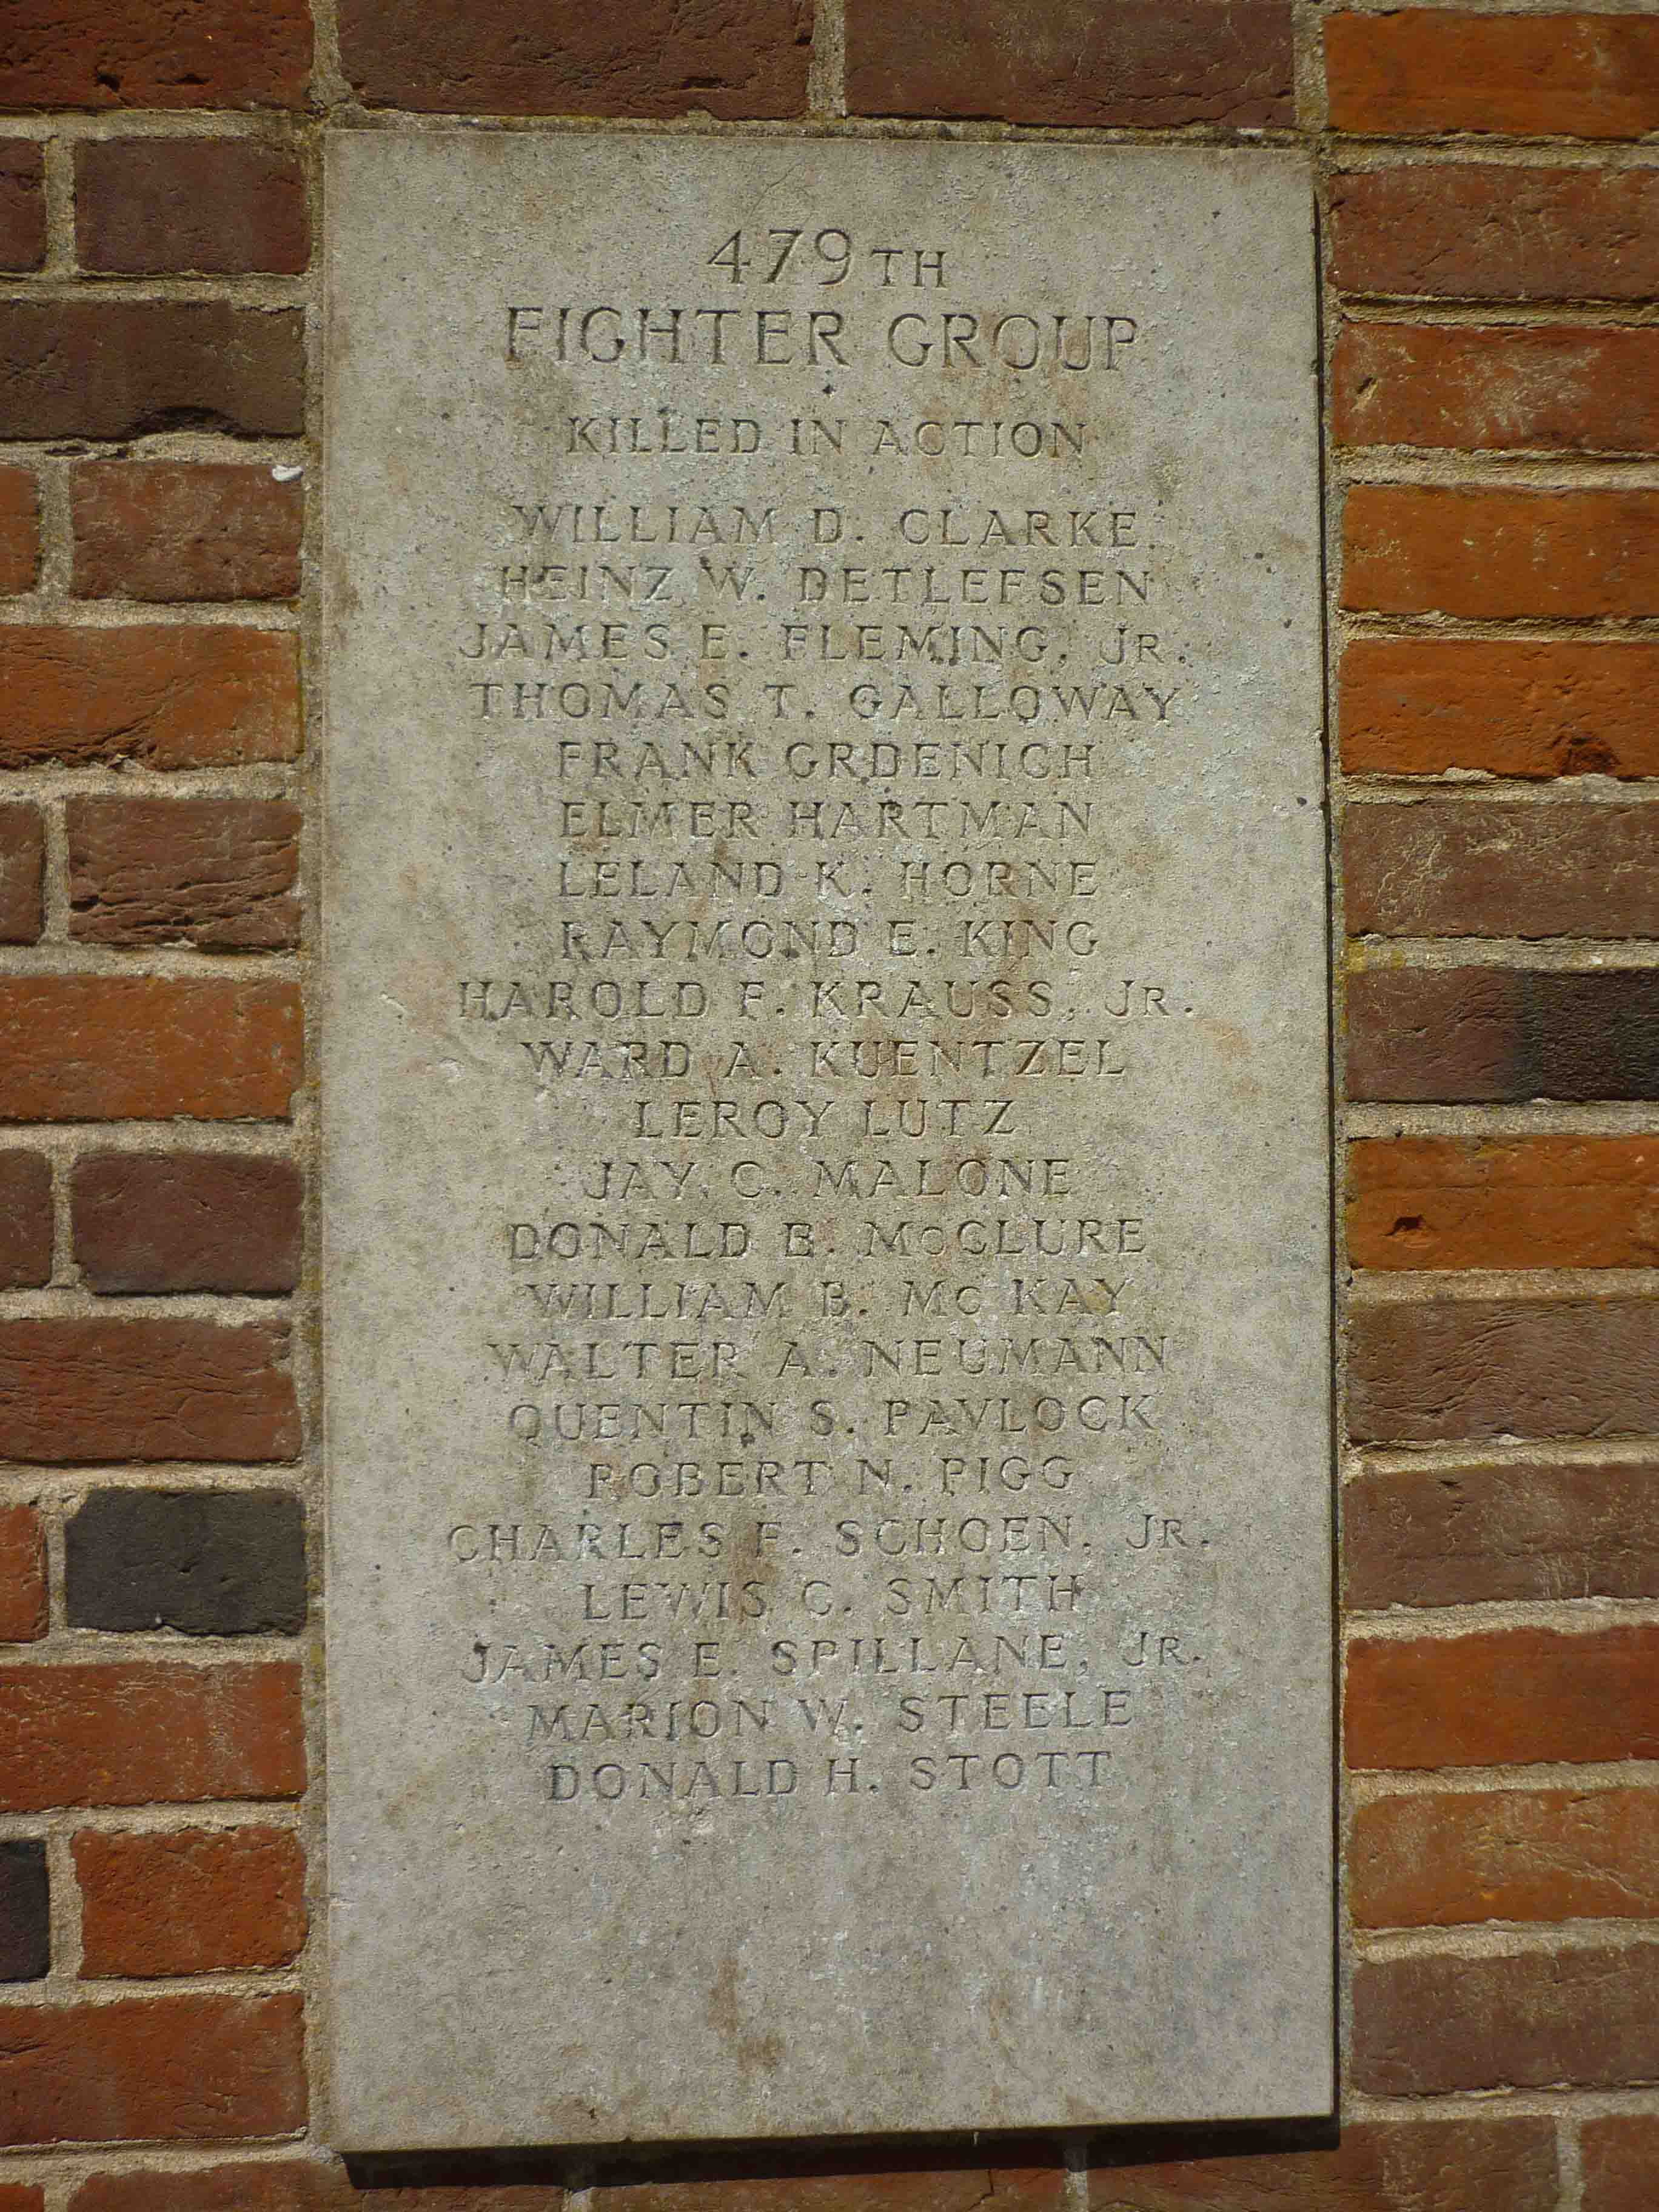 479TH
FIGHTER GROUP
KILLED IN ACTION
WILLIAM D. CLARKE
HEINZ W. DETLEFSEN
JAMES E. FLEMING, JR.
THOMAS T. GALLOWAY
FRANK GRDENICH
ELMER HARTMAN
LELAND K. HORNE
RAYMOND E. KING
HAROLD F. KRAUSS, JR.
WARD A. KUENTZEL
LEROY LUTZ
JAY C. MALONE
DONALD B. McCLURE
WILLIAM B. Mc KAY
WALTER A. NEUMANN
QUENTIN S. PAVLOCK
ROBERT N. PIGG
CHARLES F. SCHOEN, JR.
LEWIS C. SMITH
JAMES E. SPILLANE, JR.
MARION W. STEELE
DONALD H. STOTT